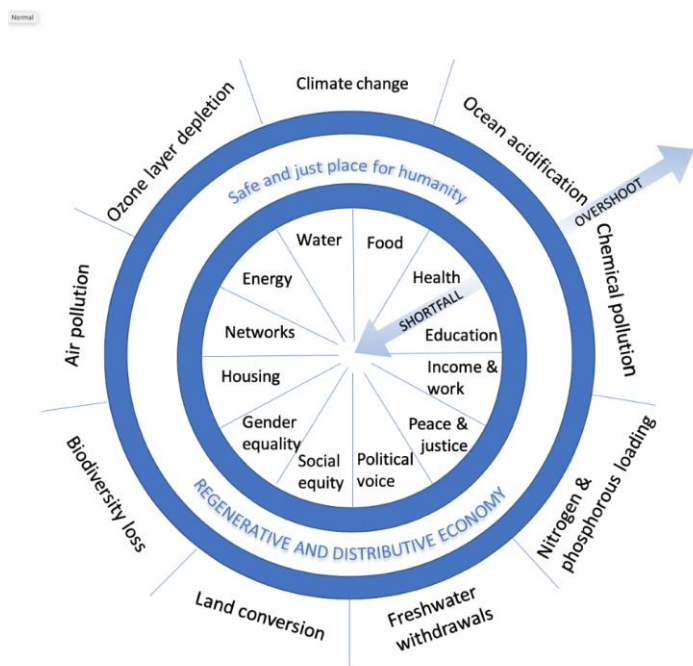 Normal
Climate change
Ocean acidification
OVERSHOOT
Chemical pollution
Nitrogen &
phosphorous loading
Freshwater
withdrawals
Land conversion
Biodiversity loss
Air pollution
Ozone layer depletion
Safe and just place for humanity
Water
Food
Energy
Health
SHORTFALL
Networks
Education
Housing
Income &
work
Gender
equality
Peace &
justice
Social
equity
Political
voice
REGENERATIVE AND DISTRIBUTIVE ECONOMY